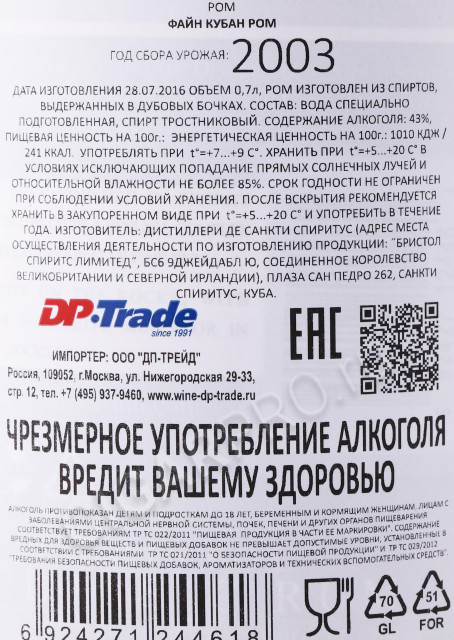 РОМ
ФАЙН КУБАН РОМ
ГОД СБОРА УРОЖАЯ: 2003
ДАТА ИЗГОТОВЛЕНИЯ 28.07.2016 ОБЪЕМ 0,7л, РОМ ИЗГОТОВЛЕН ИЗ СПИРТОВ,
ВЫДЕРЖАННЫХ В ДУБОВЫХ БОЧКАХ. СОСТАВ: ВОДА СПЕЦИАЛЬНО
ПОДГОТОВЛЕННАЯ, СПИРТ ТРОСТНИКОВЫЙ. СОДЕРЖАНИЕ АЛКОГОЛЯ: 43%,
ПИЩЕВАЯ ЦЕННОСТЬ НА 100г.: ЭНЕРГЕТИЧЕСКАЯ ЦЕННОСТЬ НА 100г.: 1010 КДЖ /
241 ККАЛ. УПОТРЕБЛЯТЬ ПРИ t°=+7...+9 С°. ХРАНИТЬ ПРИ t°=+5...+20 С° В
УСЛОВИЯХ ИСКЛЮЧАЮЩИХ ПОПАДАНИЕ ПРЯМЫХ СОЛНЕЧНЫХ ЛУЧЕЙ И
ОТНОСИТЕЛЬНОЙ ВЛАЖНОСТИ НЕ БОЛЕЕ 85%. СРОК ГОДНОСТИ НЕ ОГРАНИЧЕН
ПРИ СОБЛЮДЕНИИ УСЛОВИЙ ХРАНЕНИЯ. ПОСЛЕ ВСКРЫТИЯ РЕКОМЕНДУЕТСЯ
ХРАНИТЬ В ЗАКУПОРЕННОМ ВИДЕ ПРИ t°=+5...+20 С° И УПОТРЕБИТЬ В ТЕЧЕНИЕ
ГОДА. ИЗГОТОВИТЕЛЬ: ДИСТИЛЛЕРИ ДЕ САНКТИ СПИРИТУС (АДРЕС МЕСТА
ОСУЩЕСТВЛЕНИЯ ДЕЯТЕЛЬНОСТИ ПО ИЗГОТОВЛЕНИЮ ПРОДУКЦИИ: "БРИСТОЛ
СПИРИТС ЛИМИТЕД", БС6 9ДЖЕЙДАБЛ Ю, СОЕДИНЕННОЕ КОРОЛЕВСТВО
ВЕЛИКОБРИТАНИИ И СЕВЕРНОЙ ИРЛАНДИИ), ПЛАЗА САН ПЕДРО 262, САНКТИ
СПИРИТУС, КУБА.
DP-Trade
since 1991
EAC
ИМПОРТЕР: ООО "ДП-ТРЕЙД"
Россия, 109052, г.Москва, ул. Нижегородская 29-33,
стр. 12, тел. +7 (495) 937-9460, www.wine-dp-trade.ru
ЧРЕЗМЕРНОЕ УПОТРЕБЛЕНИЕ АЛКОГОЛЯ
ВРЕДИТ ВАШЕМУ ЗДОРОВЬЮ
АЛКОГОЛЬ ПРОТИВОПОКАЗАН ДЕТЯМ И ПОДРОСТКАМ ДО 18 ЛЕТ, БЕРЕМЕННЫМ И КОРМЯЩИМ ЖЕНЩИНАМ, ЛИЦАМ С
ЗАБОЛЕВАНИЯМИ ЦЕНТРАЛЬНОЙ НЕРВНОЙ СИСТЕМЫ, ПОЧЕК, ПЕЧЕНИ И ДРУГИХ ОРГАНОВ ПИЩЕВАРЕНИЯ
СООТВЕТСТВУЕТ ТРЕБОВАНИЯМ ТР ТС 022/2011 "ПИЩЕВАЯ ПРОДУКЦИЯ В ЧАСТИ ЕЕ МАРКИРОВКИ". СОДЕРЖАНИЕ
ВРЕДНЫХ ДЛЯ ЗДОРОВЬЯ ВЕЩЕСТВ И ПИЩЕВЫХ ДОБАВОК НЕ ПРЕВЫШАЕТ ДОПУСТИМЫЕ УРОВНИ, УСТАНОВЛЕННЫЕ В
СООТВЕТСТВИИ С ТРЕБОВАНИЯМИ ТР ТС 021/2011 "О БЕЗОПАСНОСТИ ПИЩЕВОЙ ПРОДУКЦИИ" И ТР ТС 029/2012
"ТРЕБОВАНИЯ БЕЗОПАСНОСТИ ПИЩЕВЫХ ДОБАВОК, АРОМАТИЗАТОРОВ И ТЕХНИЧЕСКИХ ВСПОМОГАТЕЛЬНЫХ СРЕДСТВ".
6 924271 244618
70
GL
51
FOR